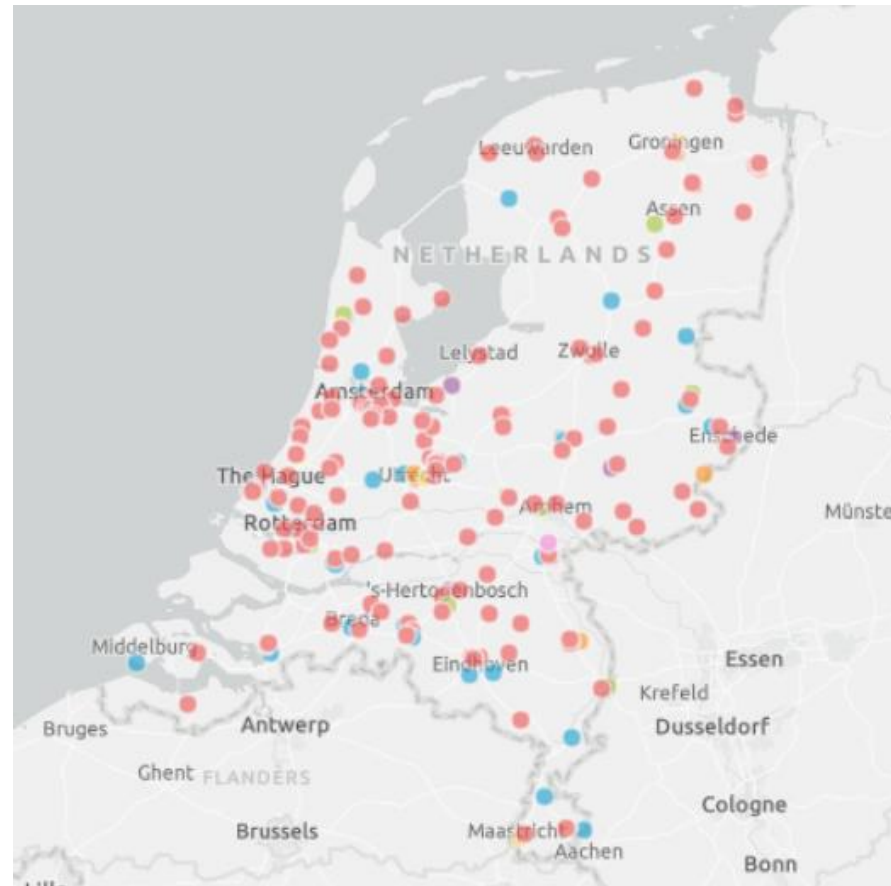 Leeuwarden
Groningen
Assen
NETHERLANDS
Lelystad
Zwolle
Amsterdam
Enschede
The Hague
Utrecht
Arnhem
Münste
Rotterdam
's-Hertogenbosch
Breda
Middelburg
Eindhoven
Essen
Krefeld
Bruges
Antwerp
Dusseldorf
Ghent
FLANDERS
Cologne
Brussels
Maastricht
Aachen
Bonn